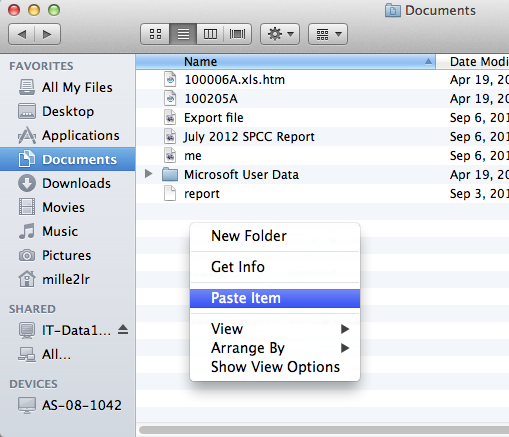 Documents
FAVORITES
All My Files
Desktop
Applications
Documents
Downloads
Movies
Music
Pictures
mille2lr
SHARED
IT-Data1...
All...
DEVICES
AS-08-1042
Name Date Modi
100006A.xls.htm Apr 19, 20
100205A Apr 19, 20
Export file Sep 6, 201
July 2012 SPCC Report Sep 6, 201
me Sep 6, 201
Microsoft User Data Apr 19, 20
report Sep 3, 201
New Folder
Get Info
Paste Item
View
Arrange By
Show View Options